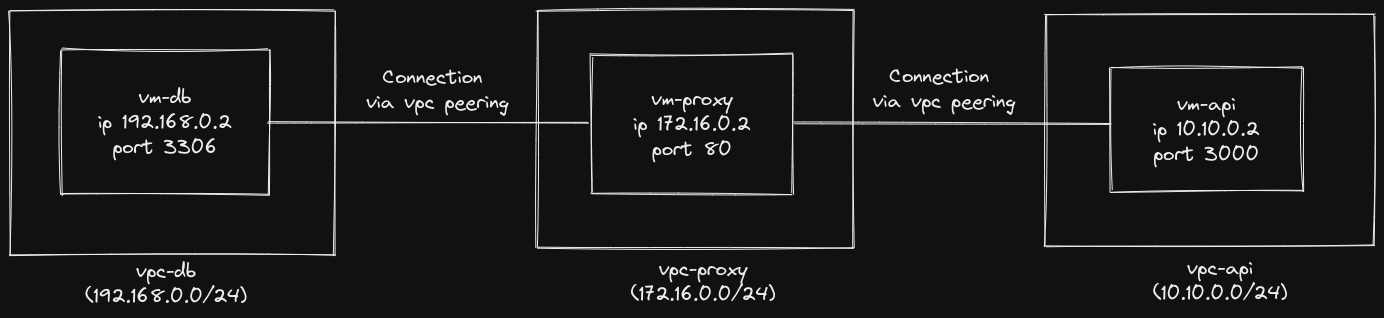 vm-db
ip 192.168.0.2
port 3306
Connection
via vpc peering
vm-proxy
ip 172.16.0.2
port 80
Connection
via vpc peering
vm-api
ip 10.10.0.2
port 3000
vpc-db
(192.168.0.0/24)
vpc-proxy
(172.16.0.0/24)
vpc-api
(10.10.0.0/24)